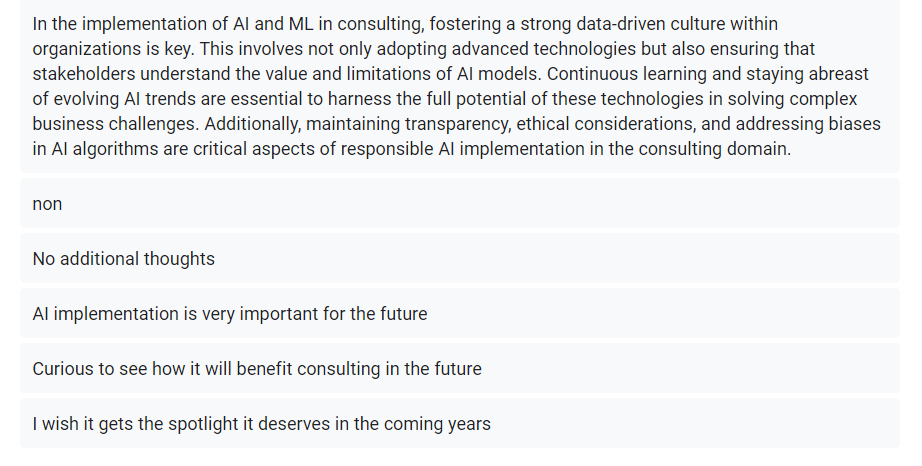 In the implementation of AI and ML in consulting, fostering a strong data-driven culture within
organizations is key. This involves not only adopting advanced technologies but also ensuring that
stakeholders understand the value and limitations of AI models. Continuous learning and staying abreast
of evolving AI trends are essential to harness the full potential of these technologies in solving complex
business challenges. Additionally, maintaining transparency, ethical considerations, and addressing biases
in AI algorithms are critical aspects of responsible AI implementation in the consulting domain.
non
No additional thoughts
AI implementation is very important for the future
Curious to see how it will benefit consulting in the future
I wish it gets the spotlight it deserves in the coming years